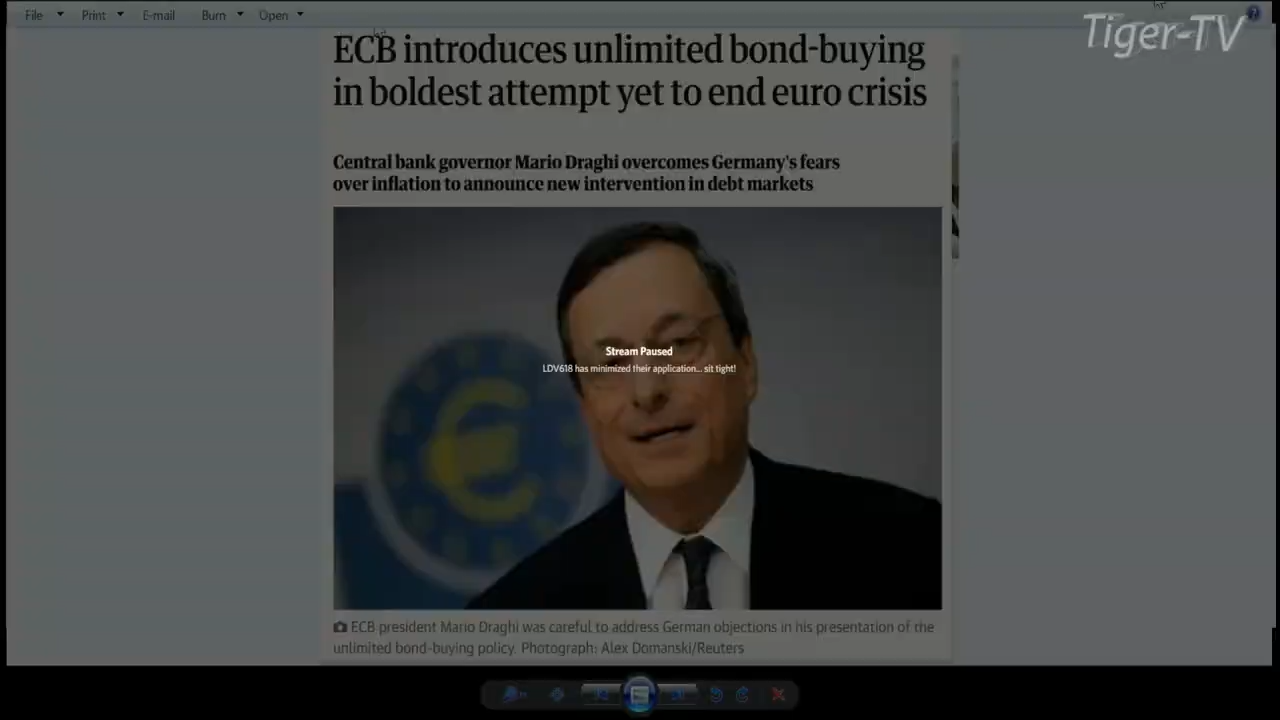 File Print E-mail Burn Open
Tiger-TV
ECB introduces unlimited bond-buying
in boldest attempt yet to end euro crisis
Central bank governor Mario Draghi overcomes Germany's fears
over inflation to announce new intervention in debt markets
€
Stream Paused
LDV618 has minimized their application... sit tight!
ECB president Mario Draghi was careful to address German objections in his presentation of the
unlimited bond-buying policy. Photograph: Alex Domanski/Reuters